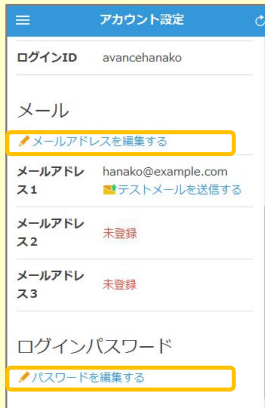 アカウント設定
ログインID avancehanako
メール
メールアドレスを編集する
メールアドレ hanako@example.com
ス1 テストメールを送信する
メールアドレ
ス2 未登録
メールアドレ
ス3 未登録
ログインパスワード
パスワードを編集する